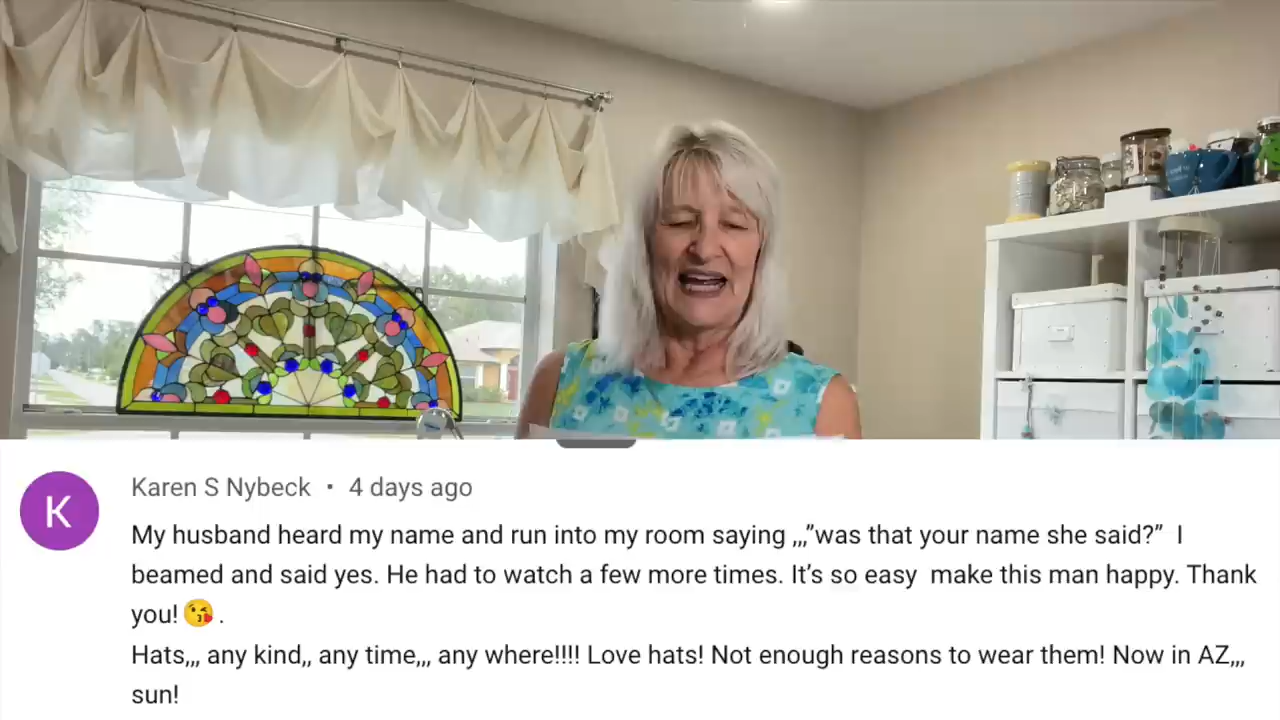 K
Karen S Nybeck • 4 days ago
My husband heard my name and run into my room saying ,,,”was that your name she said?”  I
beamed and said yes. He had to watch a few more times. It’s so easy  make this man happy. Thank
you!😘.
Hats,,, any kind,, any time,,, any where!!!! Love hats! Not enough reasons to wear them! Now in AZ,,,
sun!